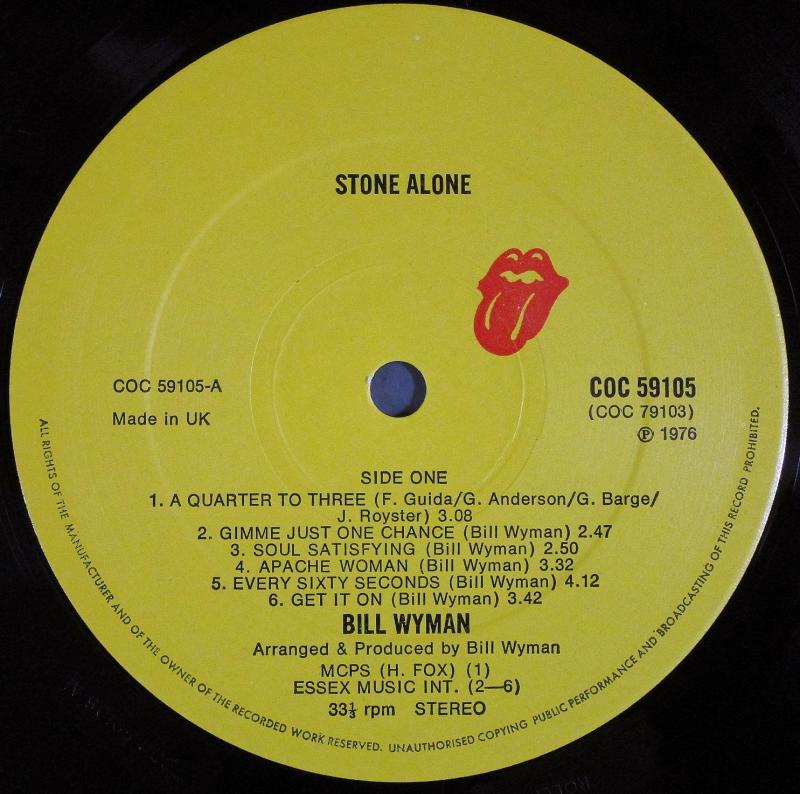 STONE ALONE
COC 59105-A
Made in UK
COC 59105
(COC 79103)
Ⓟ 1976
SIDE ONE
1. A QUARTER TO THREE (F. Guida/G. Anderson/G. Barge/
J. Royster) 3.08
2. GIMME JUST ONE CHANCE (Bill Wyman) 2.47
3. SOUL SATISFYING (Bill Wyman) 2.50
4. APACHE WOMAN (Bill Wyman) 3.32
5. EVERY SIXTY SECONDS (Bill Wyman) 4.12
6. GET IT ON (Bill Wyman) 3.42
BILL WYMAN
Arranged & Produced by Bill Wyman
MCPS (H. FOX) (1)
ESSEX MUSIC INT. (2—6)
33⅓ rpm STEREO
ALL RIGHTS OF THE MANUFACTURER AND OF THE OWNER OF THE RECORDED WORK RESERVED. UNAUTHORISED COPYING PUBLIC PERFORMANCE AND BROADCASTING OF THIS RECORD PROHIBITED.